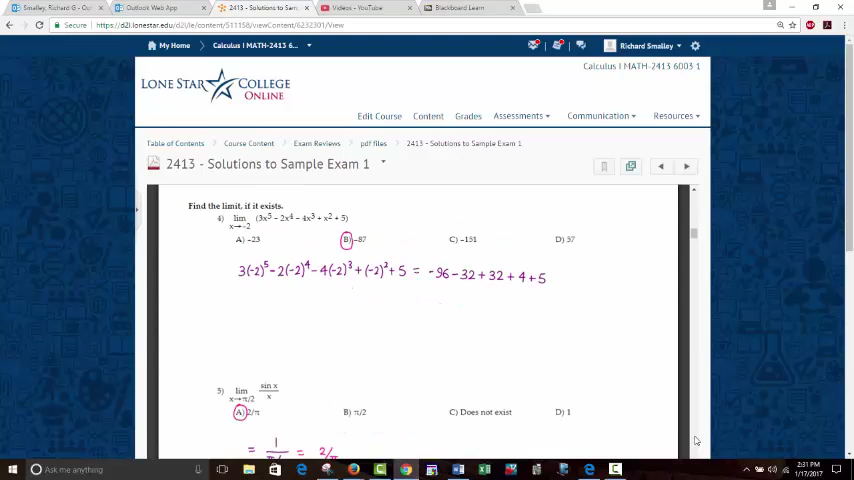 Smalley, Richard G - Out
Outlook Web App
2413 - Solutions to Sam
Videos - YouTube
Blackboard Learn
Secure https://d2l.lonestar.edu/d2l/le/content/511158/viewContent/6232301/View
My Home
Calculus I MATH-2413 6...
Richard Smalley
LONE STAR COLLEGE
ONLINE
Calculus I MATH-2413 6003 1
Edit Course
Content
Grades
Assessments
Communication
Resources
Table of Contents
Course Content
Exam Reviews
pdf files
2413 - Solutions to Sample Exam 1
2413 - Solutions to Sample Exam 1
Find the limit, if it exists.
4) lim x→-2 (3x⁵ - 2x⁴ - 4x³ + x² + 5)
A) -23
B) -87
C) -151
D) 57
3(-2)⁵ - 2(-2)⁴ - 4(-2)³ + (-2)² + 5 = -96 - 32 + 32 + 4 + 5
5) lim x→π/2 sin x / x
A) 2/π
B) π/2
C) Does not exist
D) 1
= 1 = 2/π
Ask me anything
2:31 PM
1/17/2017